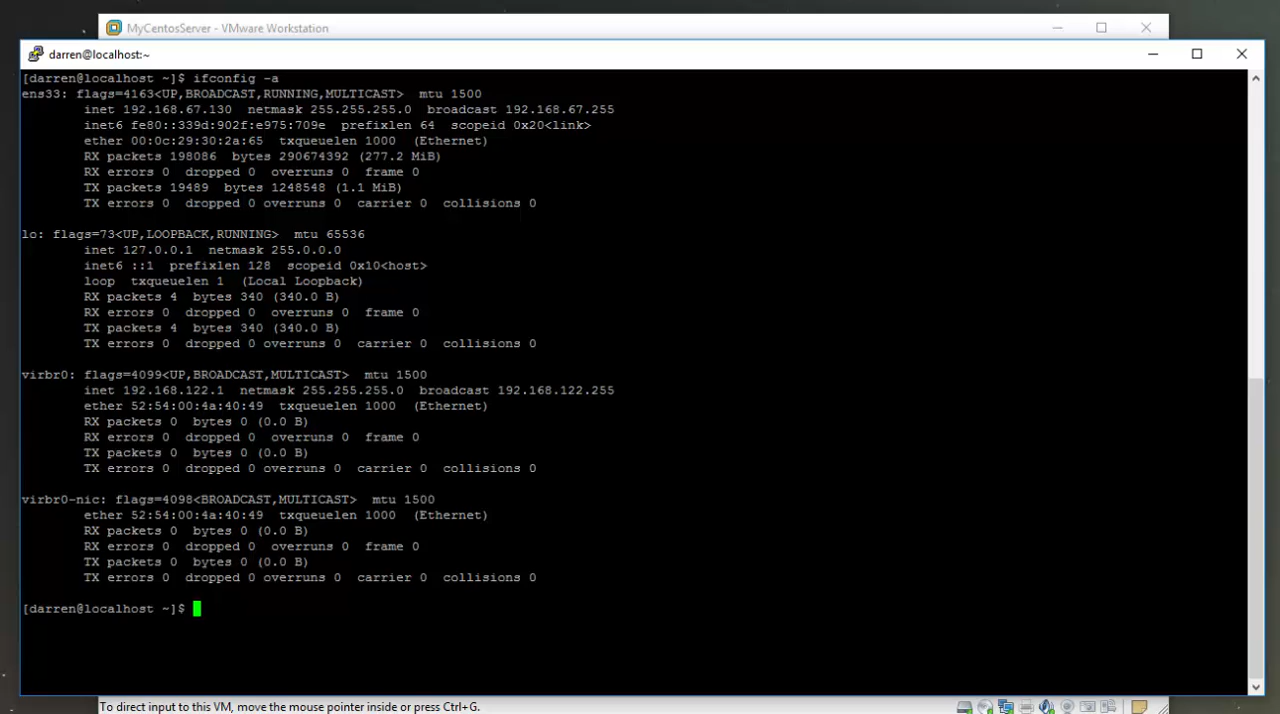 MyCentosServer - VMware Workstation
darren@localhost:~
[darren@localhost ~]$ ifconfig -a
ens33: flags=4163<UP,BROADCAST,RUNNING,MULTICAST>  mtu 1500
        inet 192.168.67.130  netmask 255.255.255.0  broadcast 192.168.67.255
        inet6 fe80::339d:902f:e975:709e  prefixlen 64  scopeid 0x20<link>
        ether 00:0c:29:30:2a:65  txqueuelen 1000  (Ethernet)
        RX packets 198086  bytes 290674392 (277.2 MiB)
        RX errors 0  dropped 0  overruns 0  frame 0
        TX packets 19489  bytes 1248548 (1.1 MiB)
        TX errors 0  dropped 0 overruns 0  carrier 0  collisions 0
lo: flags=73<UP,LOOPBACK,RUNNING>  mtu 65536
        inet 127.0.0.1  netmask 255.0.0.0
        inet6 ::1  prefixlen 128  scopeid 0x10<host>
        loop  txqueuelen 1  (Local Loopback)
        RX packets 4  bytes 340 (340.0 B)
        RX errors 0  dropped 0  overruns 0  frame 0
        TX packets 4  bytes 340 (340.0 B)
        TX errors 0  dropped 0 overruns 0  carrier 0  collisions 0
virbr0: flags=4099<UP,BROADCAST,MULTICAST>  mtu 1500
        inet 192.168.122.1  netmask 255.255.255.0  broadcast 192.168.122.255
        ether 52:54:00:4a:40:49  txqueuelen 1000  (Ethernet)
        RX packets 0  bytes 0 (0.0 B)
        RX errors 0  dropped 0  overruns 0  frame 0
        TX packets 0  bytes 0 (0.0 B)
        TX errors 0  dropped 0 overruns 0  carrier 0  collisions 0
virbr0-nic: flags=4098<BROADCAST,MULTICAST>  mtu 1500
        ether 52:54:00:4a:40:49  txqueuelen 1000  (Ethernet)
        RX packets 0  bytes 0 (0.0 B)
        RX errors 0  dropped 0  overruns 0  frame 0
        TX packets 0  bytes 0 (0.0 B)
        TX errors 0  dropped 0 overruns 0  carrier 0  collisions 0
[darren@localhost ~]$
To direct input to this VM, move the mouse pointer inside or press Ctrl+G.